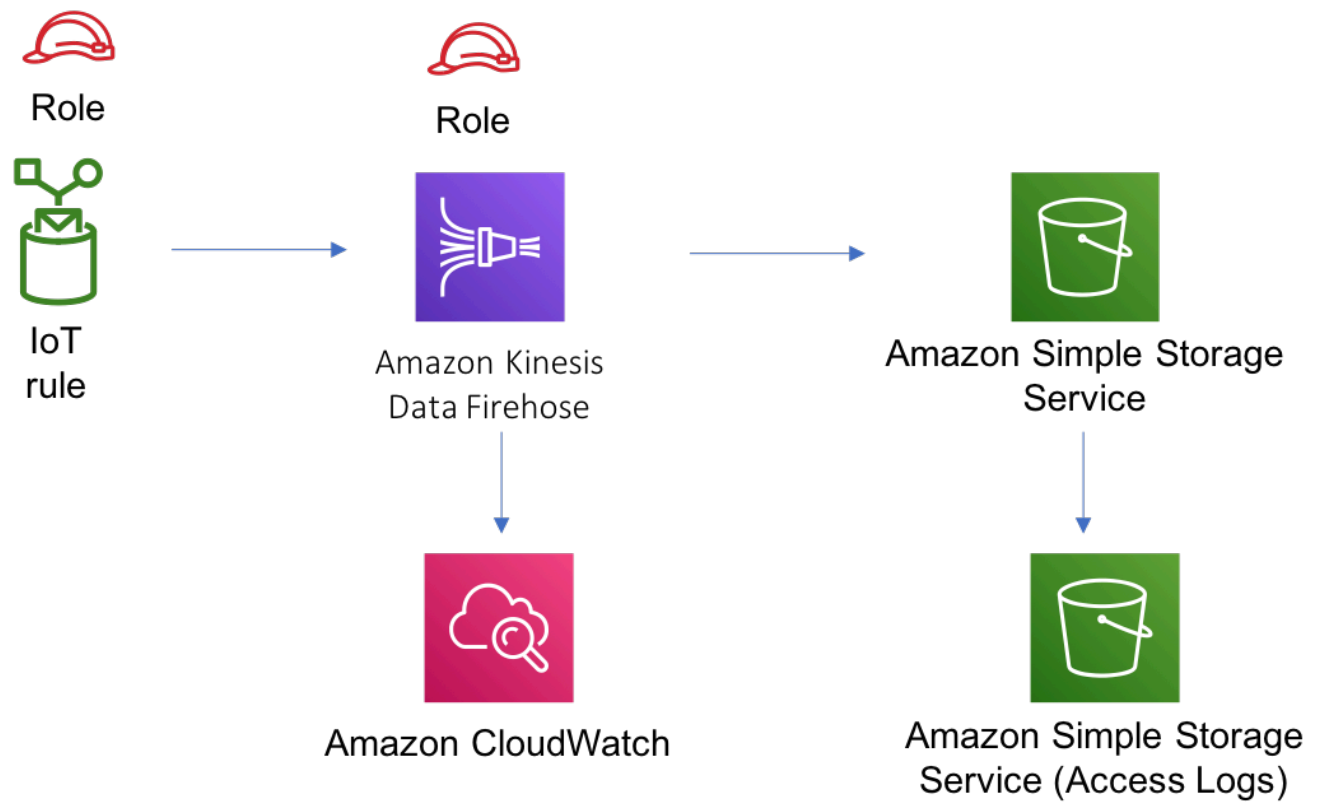 Role
Role
IoT
rule
Amazon Kinesis
Data Firehose
Amazon Simple Storage
Service
Amazon CloudWatch
Amazon Simple Storage
Service (Access Logs)